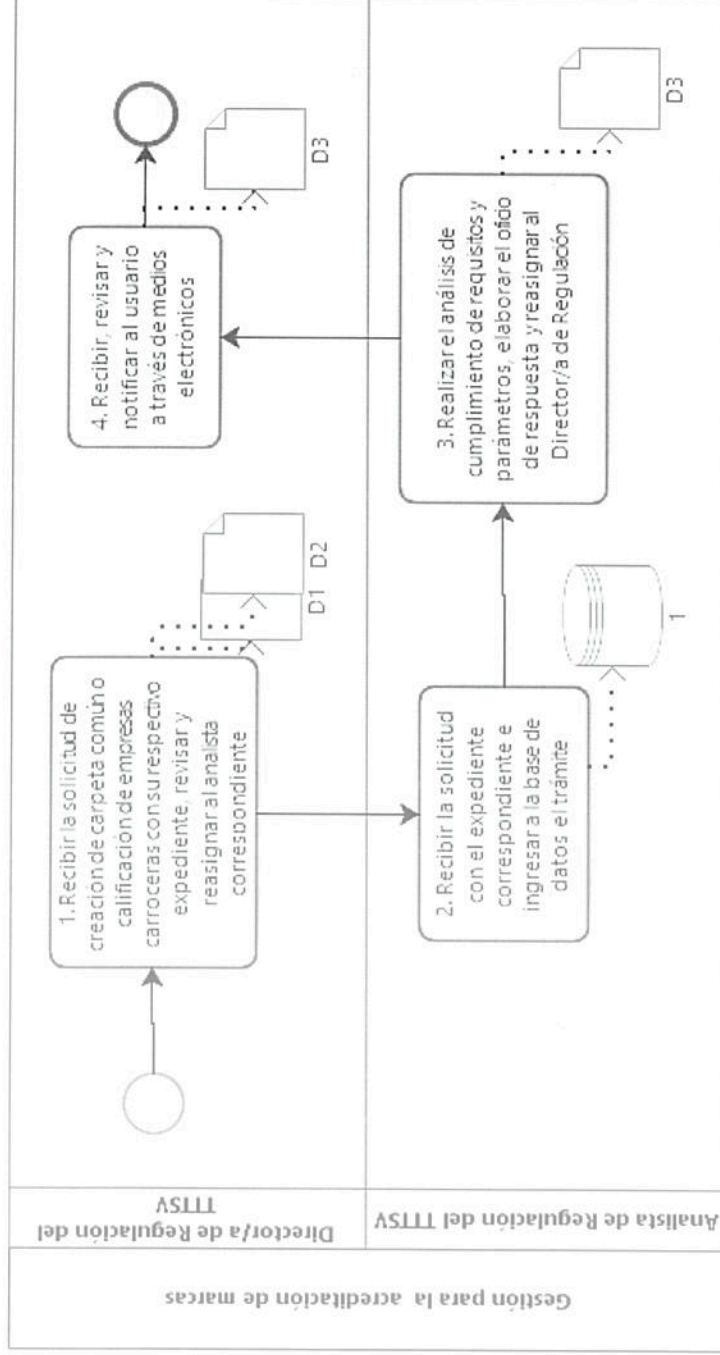 Gestión para la acreditación de marcas
Director/a de Regulación del
TTTSV
Analista de Regulación del TTTSV
1. Recibir la solicitud de
creación de carpeta común o
calificación de empresas
carroceras con su respectivo
expediente, revisar y
reasignar al analista
correspondiente
D1 D2
2. Recibir la solicitud
con el expediente
correspondiente e
ingresar a la base de
datos el trámite
1
3. Realizar el análisis de
cumplimiento de requisitos y
parámetros, elaborar el oficio
de respuesta y reasignar al
Director/a de Regulación
D3
4. Recibir, revisar y
notificar al usuario
a través de medios
electrónicos
D3